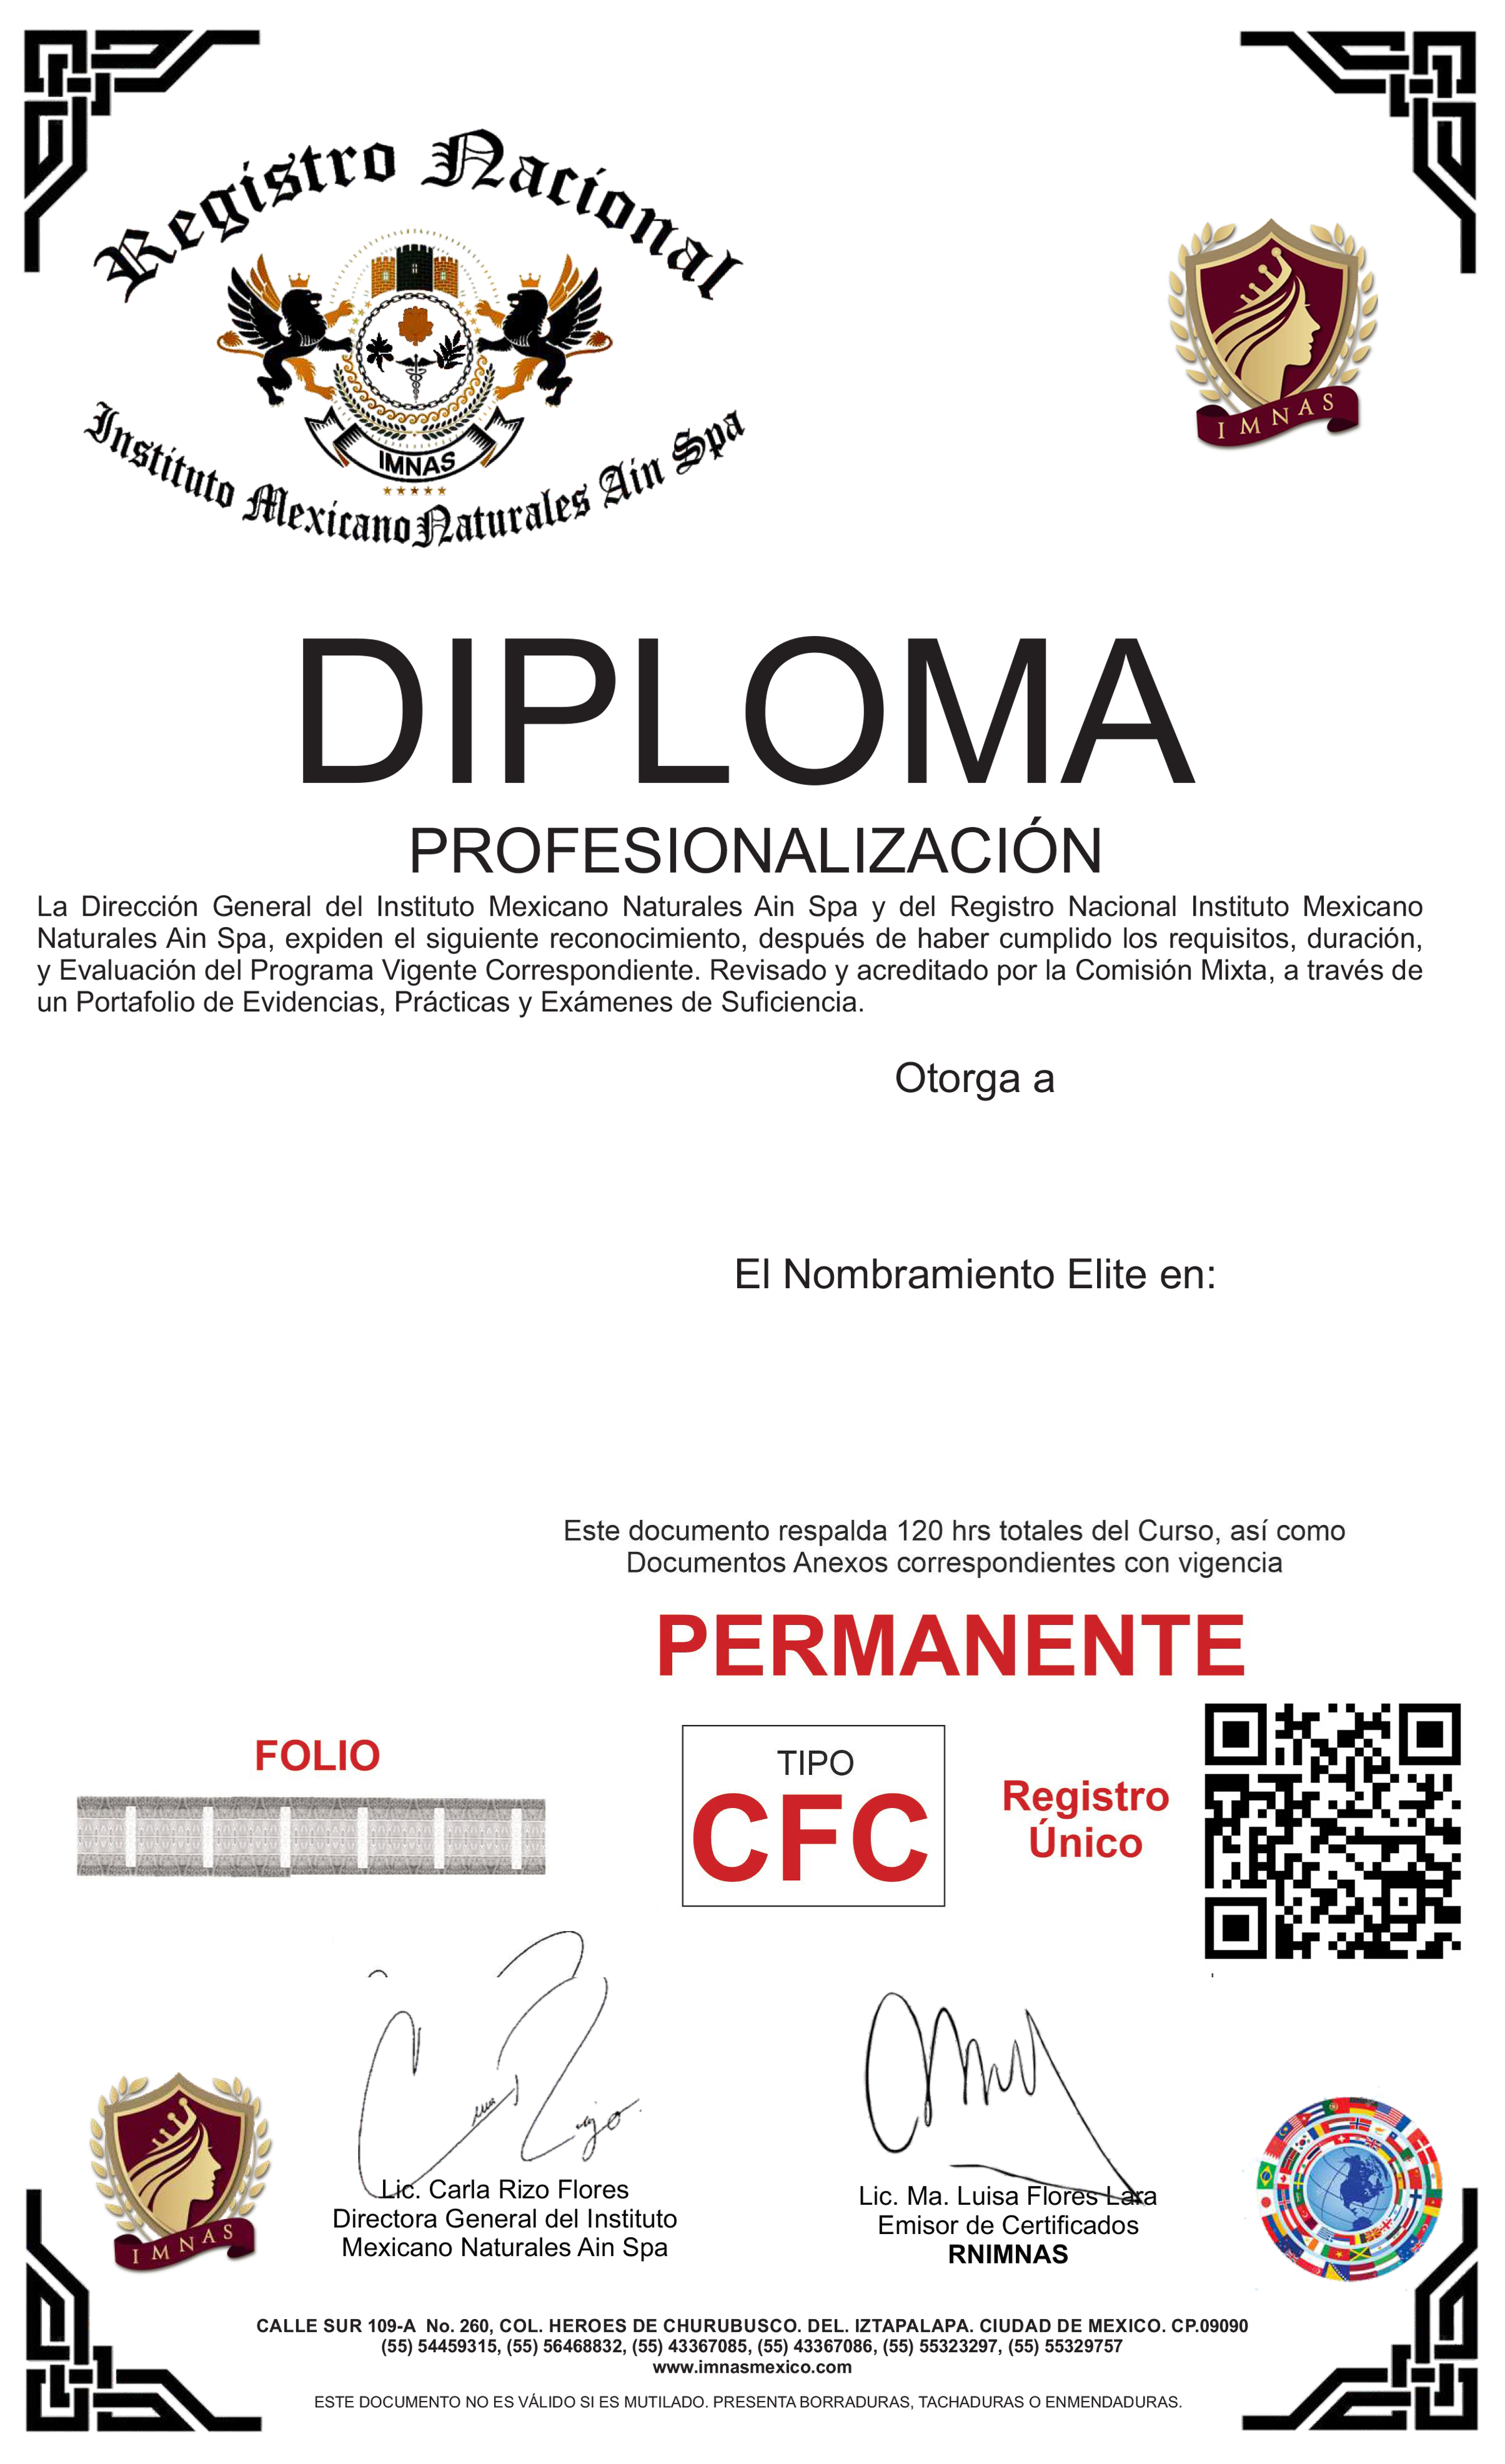 Registro Nacional
IMNAS
Instituto Mexicano Naturales Ain Spa
IMNAS
DIPLOMA
PROFESIONALIZACIÓN
La Dirección General del Instituto Mexicano Naturales Ain Spa y del Registro Nacional Instituto Mexicano
Naturales Ain Spa, expiden el siguiente reconocimiento, después de haber cumplido los requisitos, duración,
y Evaluación del Programa Vigente Correspondiente. Revisado y acreditado por la Comisión Mixta, a través de
un Portafolio de Evidencias, Prácticas y Exámenes de Suficiencia.
Otorga a
El Nombramiento Elite en:
Este documento respalda 120 hrs totales del Curso, así como
Documentos Anexos correspondientes con vigencia
PERMANENTE
FOLIO
TIPO
CFC
Registro
Único
Lic. Carla Rizo Flores
Directora General del Instituto
Mexicano Naturales Ain Spa
Lic. Ma. Luisa Flores Lara
Emisor de Certificados
RNIMNAS
IMNAS
CALLE SUR 109-A No. 260, COL. HEROES DE CHURUBUSCO. DEL. IZTAPALAPA. CIUDAD DE MEXICO. CP.09090
(55) 54459315, (55) 56468832, (55) 43367085, (55) 43367086, (55) 55323297, (55) 55329757
www.imnasmexico.com
ESTE DOCUMENTO NO ES VÁLIDO SI ES MUTILADO. PRESENTA BORRADURAS, TACHADURAS O ENMENDADURAS.